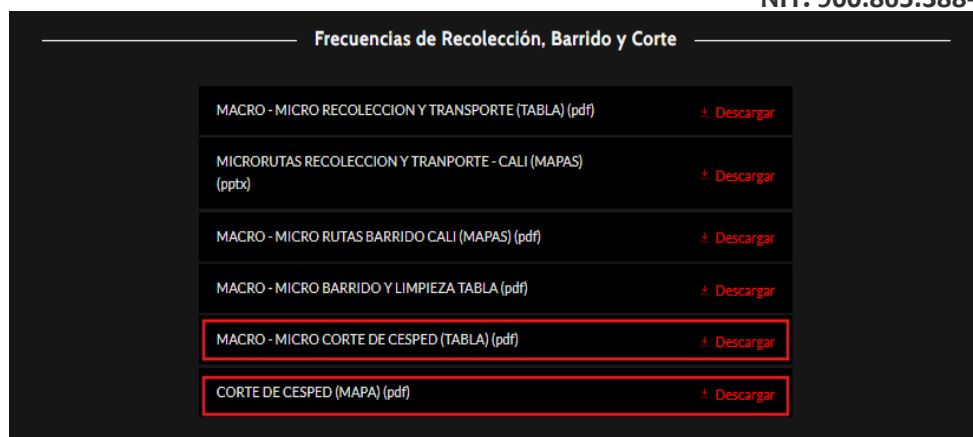 Frecuencias de Recolección, Barrido y Corte
MACRO - MICRO RECOLECCION Y TRANSPORTE (TABLA) (pdf)
Descargar
MICRORUTAS RECOLECCION Y TRANPORTE - CALI (MAPAS)
(pptx)
Descargar
MACRO - MICRO RUTAS BARRIDO CALI (MAPAS) (pdf)
Descargar
MACRO - MICRO BARRIDO Y LIMPIEZA TABLA (pdf)
Descargar
MACRO - MICRO CORTE DE CESPED (TABLA) (pdf)
Descargar
CORTE DE CESPED (MAPA) (pdf)
Descargar